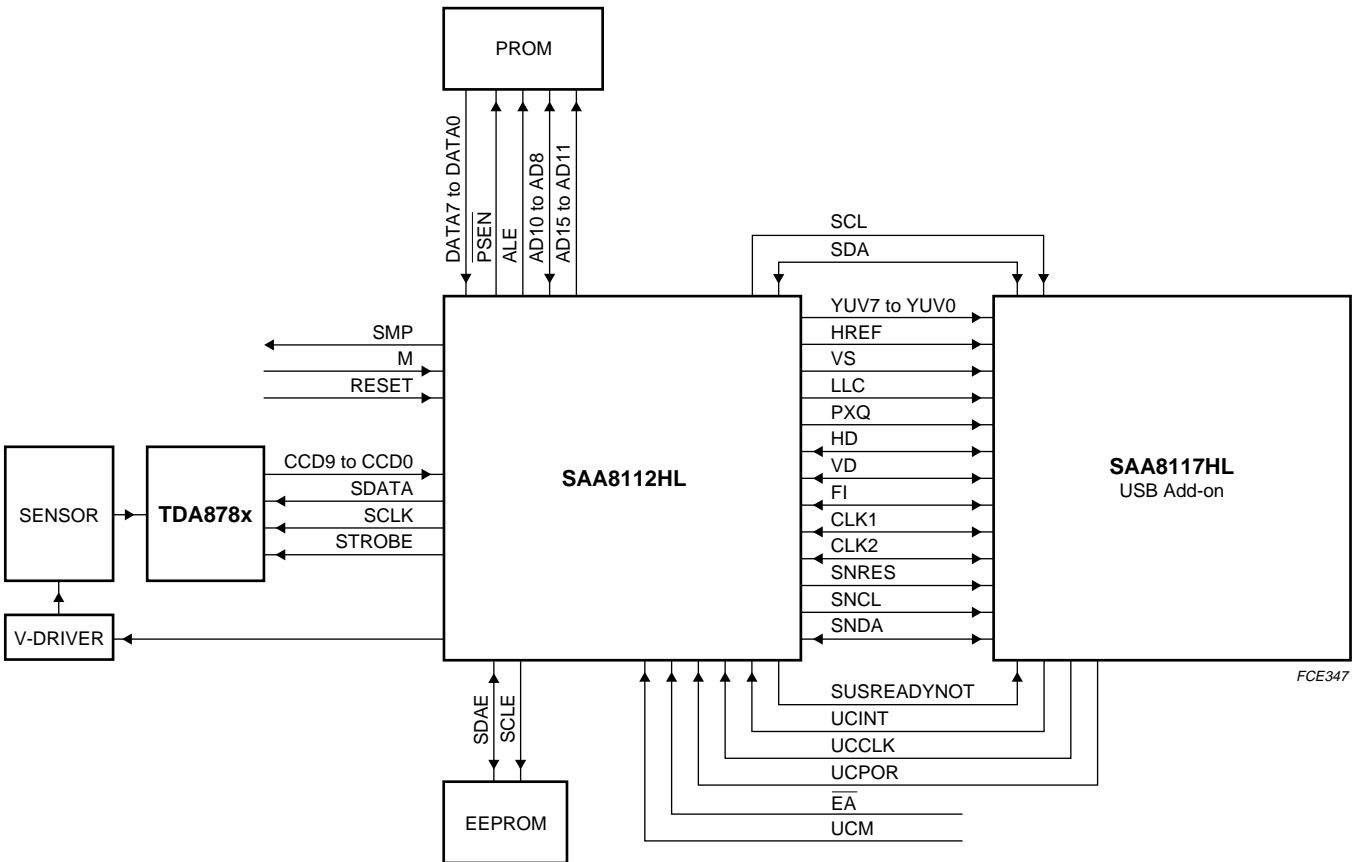 PROM
DATA7 to DATA0
PSEN
ALE
AD10 to AD8
AD15 to AD11
SCL
SDA
SMP
M
RESET
YUV7 to YUV0
HREF
VS
LLC
PXQ
HD
VD
FI
CLK1
CLK2
SNRES
SNCL
SNDA
SENSOR
TDA878x
CCD9 to CCD0
SDATA
SCLK
STROBE
SAA8112HL
SAA8117HL
USB Add-on
V-DRIVER
FCE347
SDAE
SCLE
SUSREADYNOT
UCINT
UCCLK
UCPOR
EA
UCM
EEPROM